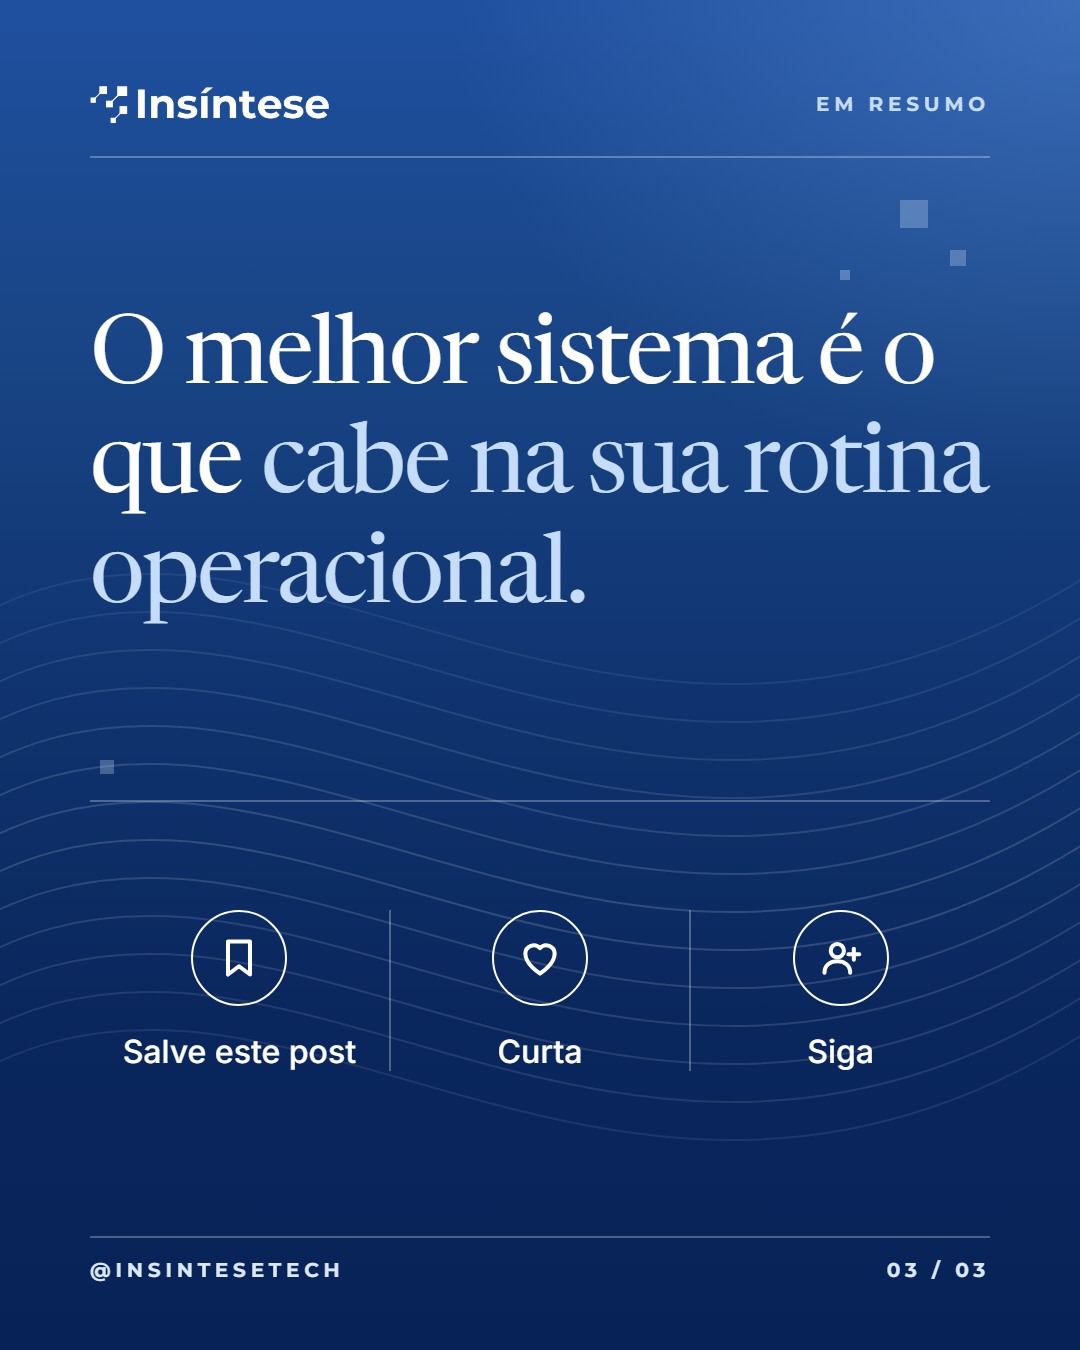 Insíntese
EM RESUMO
O melhor sistema é o
que cabe na sua rotina
operacional.
Salve este post
Curta
Siga
@INSINTESETECH
03 / 03